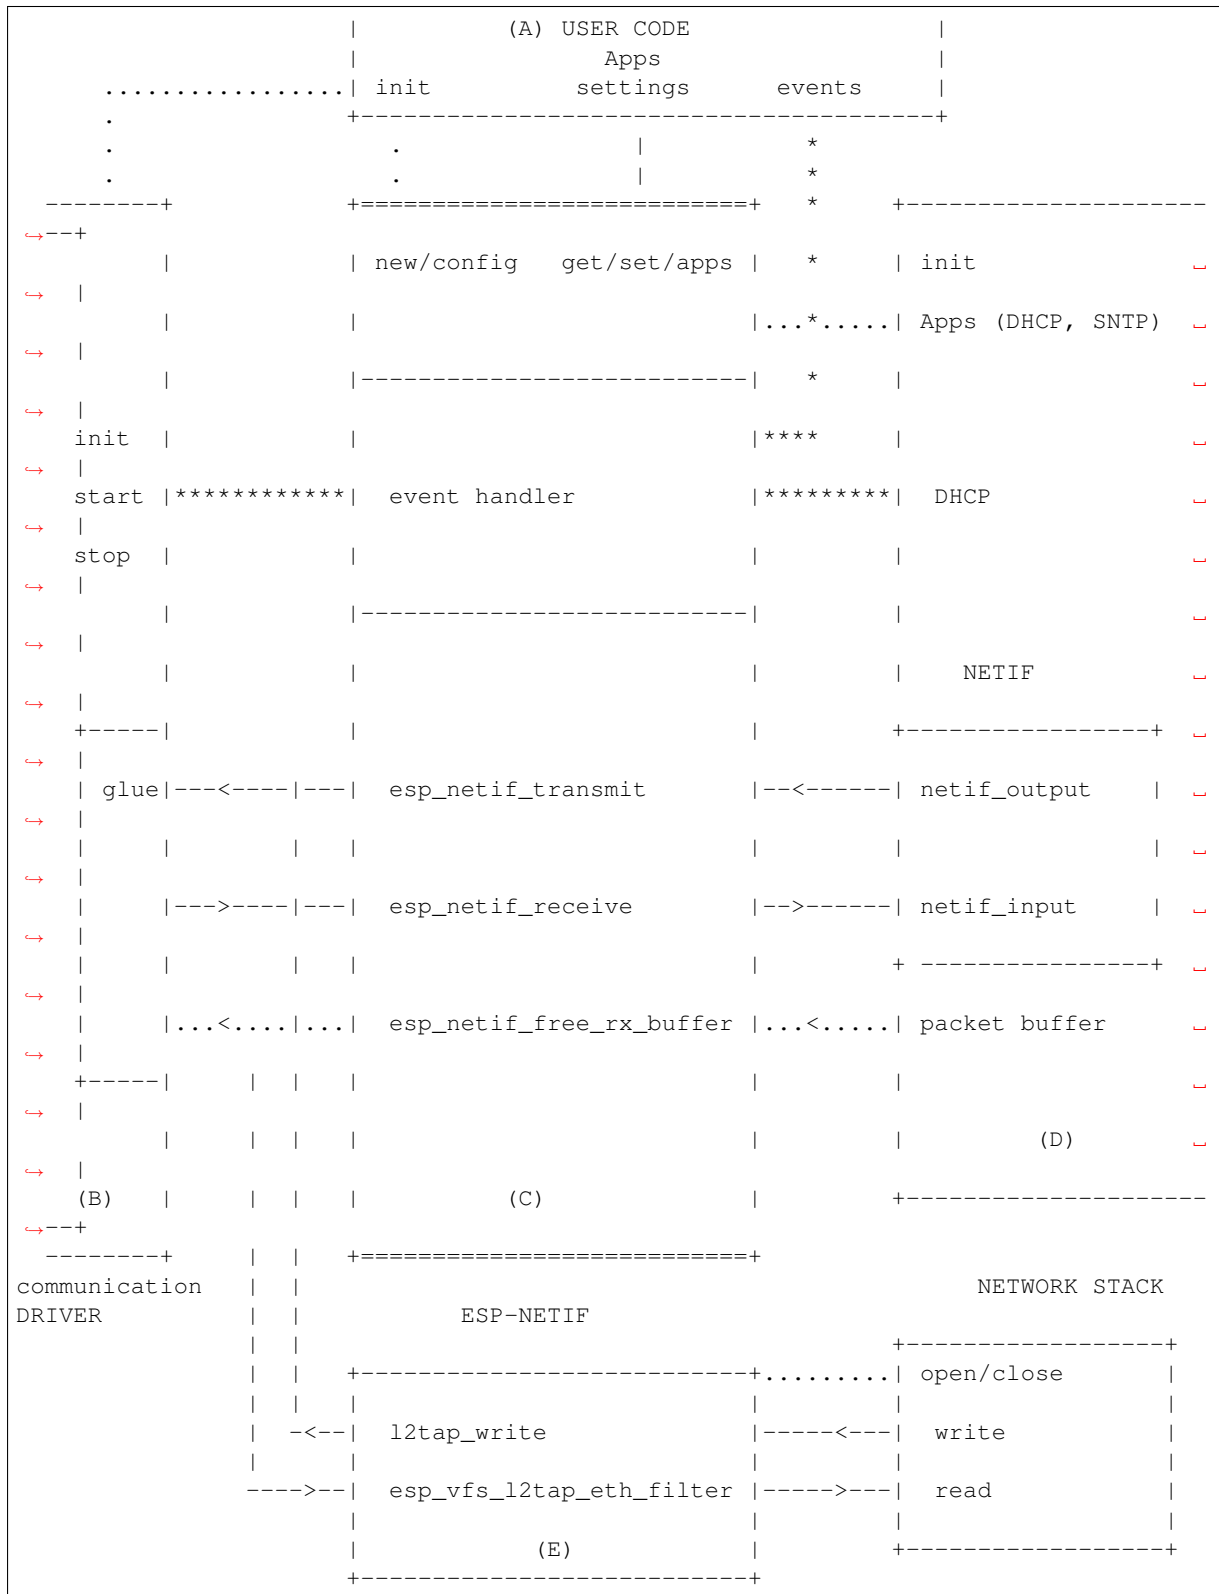 |          (A) USER CODE                 |
                       |                 Apps                   |
      .................| init          settings      events     |
      .                +----------------------------------------+
      .                   .                |           *
      .                   .                |           *
  --------+            +===========================+   *     +---------------------
↪--+
          |            | new/config   get/set/apps |   *     | init               ␣
↪  |
          |            |                           |...*.....| Apps (DHCP, SNTP)  ␣
↪  |
          |            |---------------------------|   *     |                    ␣
↪  |
    init  |            |                           |****     |                    ␣
↪  |
    start |************|  event handler            |*********|  DHCP              ␣
↪  |
    stop  |            |                           |         |                    ␣
↪  |
          |            |---------------------------|         |                    ␣
↪  |
          |            |                           |         |    NETIF           ␣
↪  |
    +-----|            |                           |         +-----------------+  ␣
↪  |
    | glue|---<----|---|  esp_netif_transmit       |--<------| netif_output    |  ␣
↪  |
    |     |        |   |                           |         |                 |  ␣
↪  |
    |     |--->----|---|  esp_netif_receive        |-->------| netif_input     |  ␣
↪  |
    |     |        |   |                           |         + ----------------+  ␣
↪  |
    |     |...<....|...|  esp_netif_free_rx_buffer |...<.....| packet buffer      ␣
↪  |
    +-----|     |  |   |                           |         |                    ␣
↪  |
          |     |  |   |                           |         |         (D)        ␣
↪  |
    (B)   |     |  |   |          (C)              |         +---------------------
↪--+
  --------+     |  |   +===========================+
communication   |  |                                               NETWORK STACK
DRIVER          |  |           ESP-NETIF
                |  |                                         +------------------+
                |  |   +---------------------------+.........| open/close       |
                |  |   |                           |         |                  |
                |  -<--|  l2tap_write              |-----<---|  write           |
                |      |                           |         |                  |
                ---->--|  esp_vfs_l2tap_eth_filter |----->---|  read            |
                       |                           |         |                  |
                       |            (E)            |         +------------------+
                       +---------------------------+